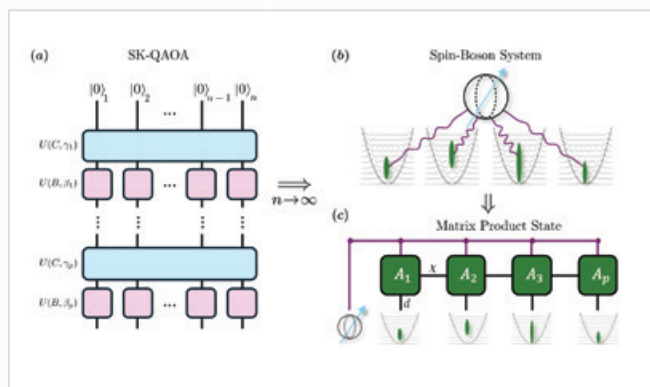 (a) SK-QAOA
|0⟩₁ |0⟩₂ ... |0⟩ₙ₋₁ |0⟩ₙ
U(C,γ₁)
U(B,β₁)
...
⋮ ⋮ ⋮ ⋮
U(C,γₚ)
U(B,βₚ)
...
⟹
n→∞
(b) Spin-Boson System
⇓
(c) Matrix Product State
A₁ χ A₂ A₃ Aₚ
d